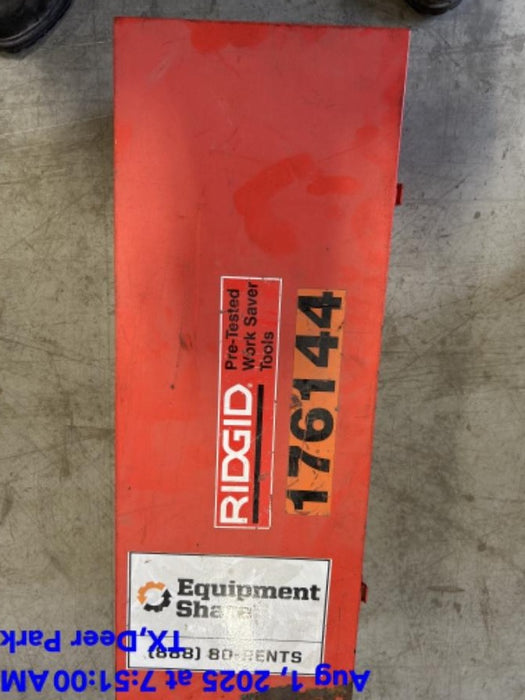 RIDGID®
Pre-Tested
Work Saver
Tools
176144
Equipment
Share
(888) 80-RENTS
Aug 1, 2025 at 7:51:00 AM
TX,Deer Park